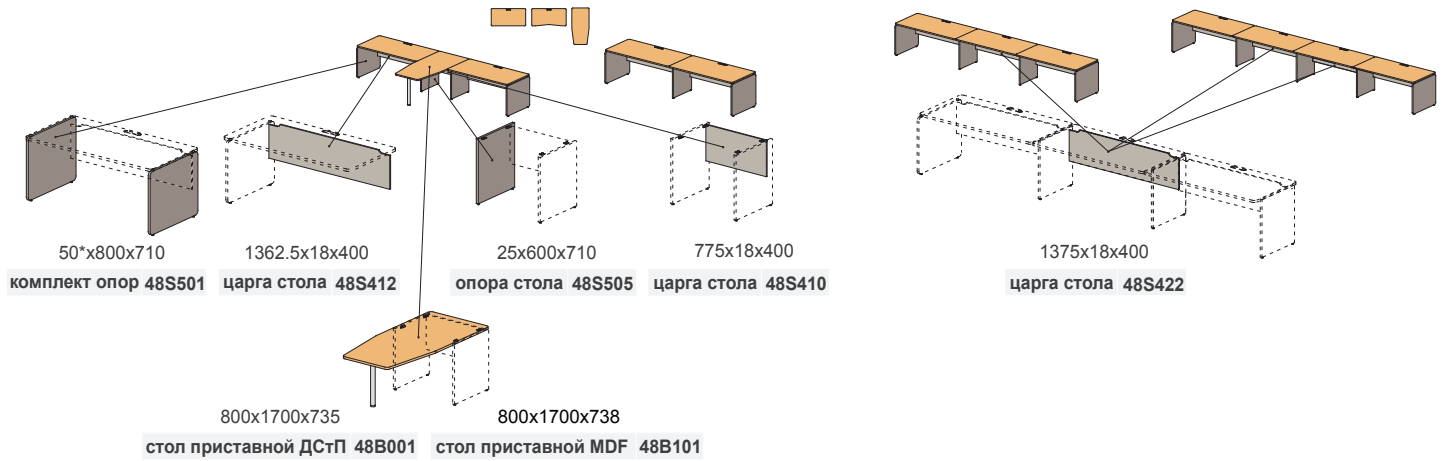 50*x800x710
комплект опор 48S501
1362.5x18x400
царга стола 48S412
25x600x710
опора стола 48S505
775x18x400
царга стола 48S410
1375x18x400
царга стола 48S422
800x1700x735
стол приставной ДСтП 48B001
800x1700x738
стол приставной MDF 48B101